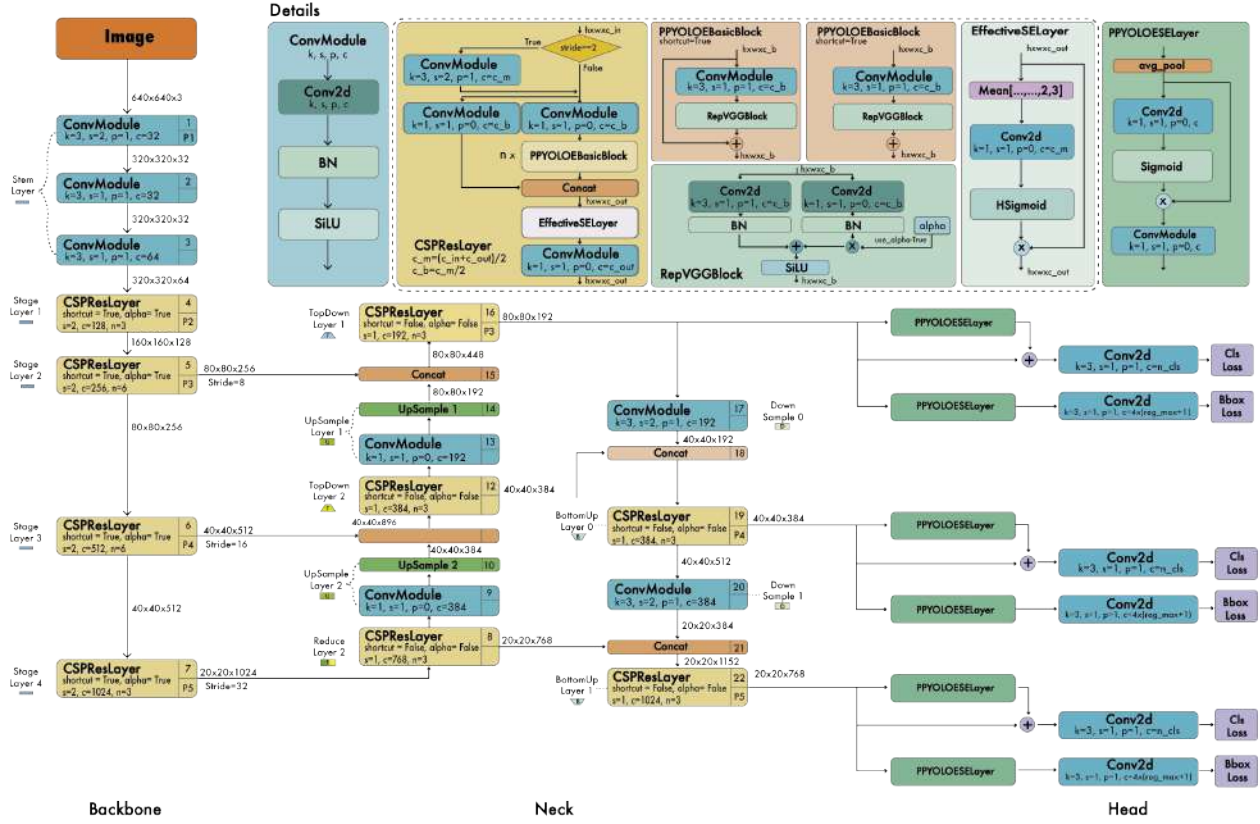 Details
Image
640x640x3
ConvModule
k=3, s=2, p=1, c=32
1
P1
320x320x32
Stem
Layer
ConvModule
k=3, s=1, p=1, c=32
2
320x320x32
ConvModule
k=3, s=1, p=1, c=64
3
320x320x64
Stage
Layer 1
CSPResLayer
shortcut = True, alpha= True
s=2, c=128, n=3
4
P2
160x160x128
Stage
Layer 2
CSPResLayer
shortcut = True, alpha= True
s=2, c=256, n=6
5
P3
80x80x256
Stride=8
80x80x256
Stage
Layer 3
CSPResLayer
shortcut = True, alpha= True
s=2, c=512, n=6
6
P4
40x40x512
Stride=16
40x40x512
Stage
Layer 4
CSPResLayer
shortcut = True, alpha= True
s=2, c=1024, n=3
7
P5
20x20x1024
Stride=32
Backbone
ConvModule
k, s, p, c
Conv2d
k, s, p, c
BN
SiLU
hxwxc_in
True
stride==2
False
ConvModule
k=3, s=2, p=1, c=c_m
ConvModule
k=1, s=1, p=0, c=c_b
ConvModule
k=1, s=1, p=0, c=c_b
n x
PPYOLOEBasicBlock
Concat
hxwxc_out
EffectiveSELayer
ConvModule
k=1, s=1, p=0, c=c_out
hxwxc_out
CSPResLayer
c_m=(c_in+c_out)/2
c_b=c_m/2
PPYOLOEBasicBlock
shortcut=True
hxwxc_b
ConvModule
k=3, s=1, p=1, c=c_b
RepVGGBlock
hxwxc_b
PPYOLOEBasicBlock
shortcut=True
hxwxc_b
ConvModule
k=3, s=1, p=1, c=c_b
RepVGGBlock
hxwxc_b
hxwxc_b
Conv2d
k=3, s=1, p=1, c=c_b
Conv2d
k=1, s=1, p=0, c=c_b
BN
BN
alpha
use_alpha=True
SiLU
hxwxc_b
RepVGGBlock
EffectiveSELayer
hxwxc_out
Mean[...,...,2,3]
Conv2d
k=1, s=1, p=0, c=c_m
HSigmoid
hxwxc_out
PPYOLOESELayer
avg_pool
Conv2d
k=1, s=1, p=0, c
Sigmoid
ConvModule
k=1, s=1, p=0, c
TopDown
Layer 1
CSPResLayer
shortcut = False, alpha= False
s=1, c=192, n=3
16
P3
80x80x192
80x80x448
Concat
15
80x80x192
UpSample 1
14
UpSample
Layer 1
U
ConvModule
k=1, s=1, p=0, c=192
13
TopDown
Layer 2
T
CSPResLayer
shortcut = False, alpha= False
s=1, c=384, n=3
12
40x40x384
40x40x896
40x40x384
UpSample 2
10
UpSample
Layer 2
U
ConvModule
k=1, s=1, p=0, c=384
9
Reduce
Layer 2
CSPResLayer
shortcut = False, alpha= False
s=1, c=768, n=3
8
20x20x768
ConvModule
k=3, s=2, p=1, c=192
17
Down
Sample 0
D
40x40x192
Concat
18
BottomUp
Layer 0
CSPResLayer
shortcut = False, alpha= False
s=1, c=384, n=3
19
P4
40x40x384
40x40x512
ConvModule
k=3, s=2, p=1, c=384
20
Down
Sample 1
D
20x20x384
Concat
21
20x20x1152
BottomUp
Layer 1
CSPResLayer
shortcut = False, alpha= False
s=1, c=1024, n=3
22
P5
20x20x768
Neck
PPYOLOESELayer
Conv2d
k=3, s=1, p=1, c=n_cls
Cls
Loss
PPYOLOESELayer
Conv2d
k=3, s=1, p=1, c=4x(reg_max+1)
Bbox
Loss
PPYOLOESELayer
Conv2d
k=3, s=1, p=1, c=n_cls
Cls
Loss
PPYOLOESELayer
Conv2d
k=3, s=1, p=1, c=4x(reg_max+1)
Bbox
Loss
PPYOLOESELayer
Conv2d
k=3, s=1, p=1, c=n_cls
Cls
Loss
PPYOLOESELayer
Conv2d
k=3, s=1, p=1, c=4x(reg_max+1)
Bbox
Loss
Head